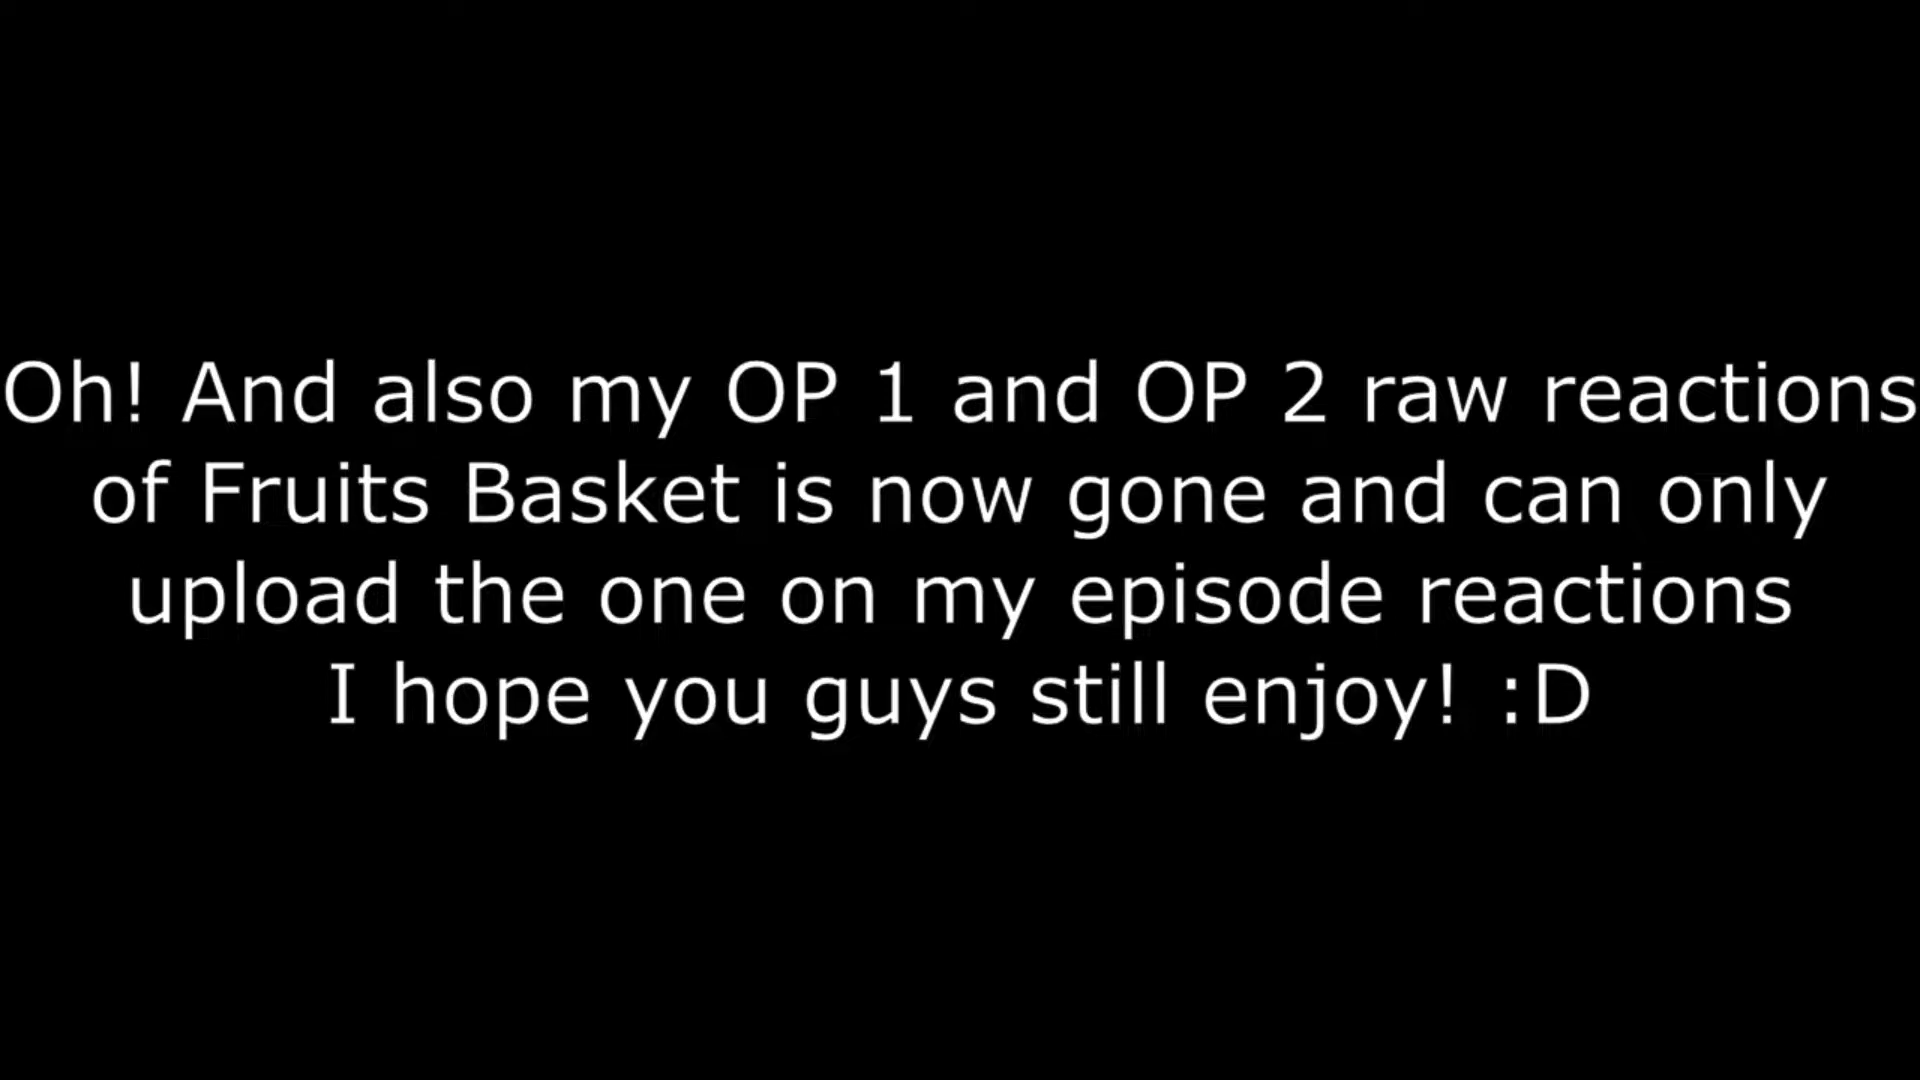 Oh! And also my OP 1 and OP 2 raw reactions
of Fruits Basket is now gone and can only
upload the one on my episode reactions
I hope you guys still enjoy! :D